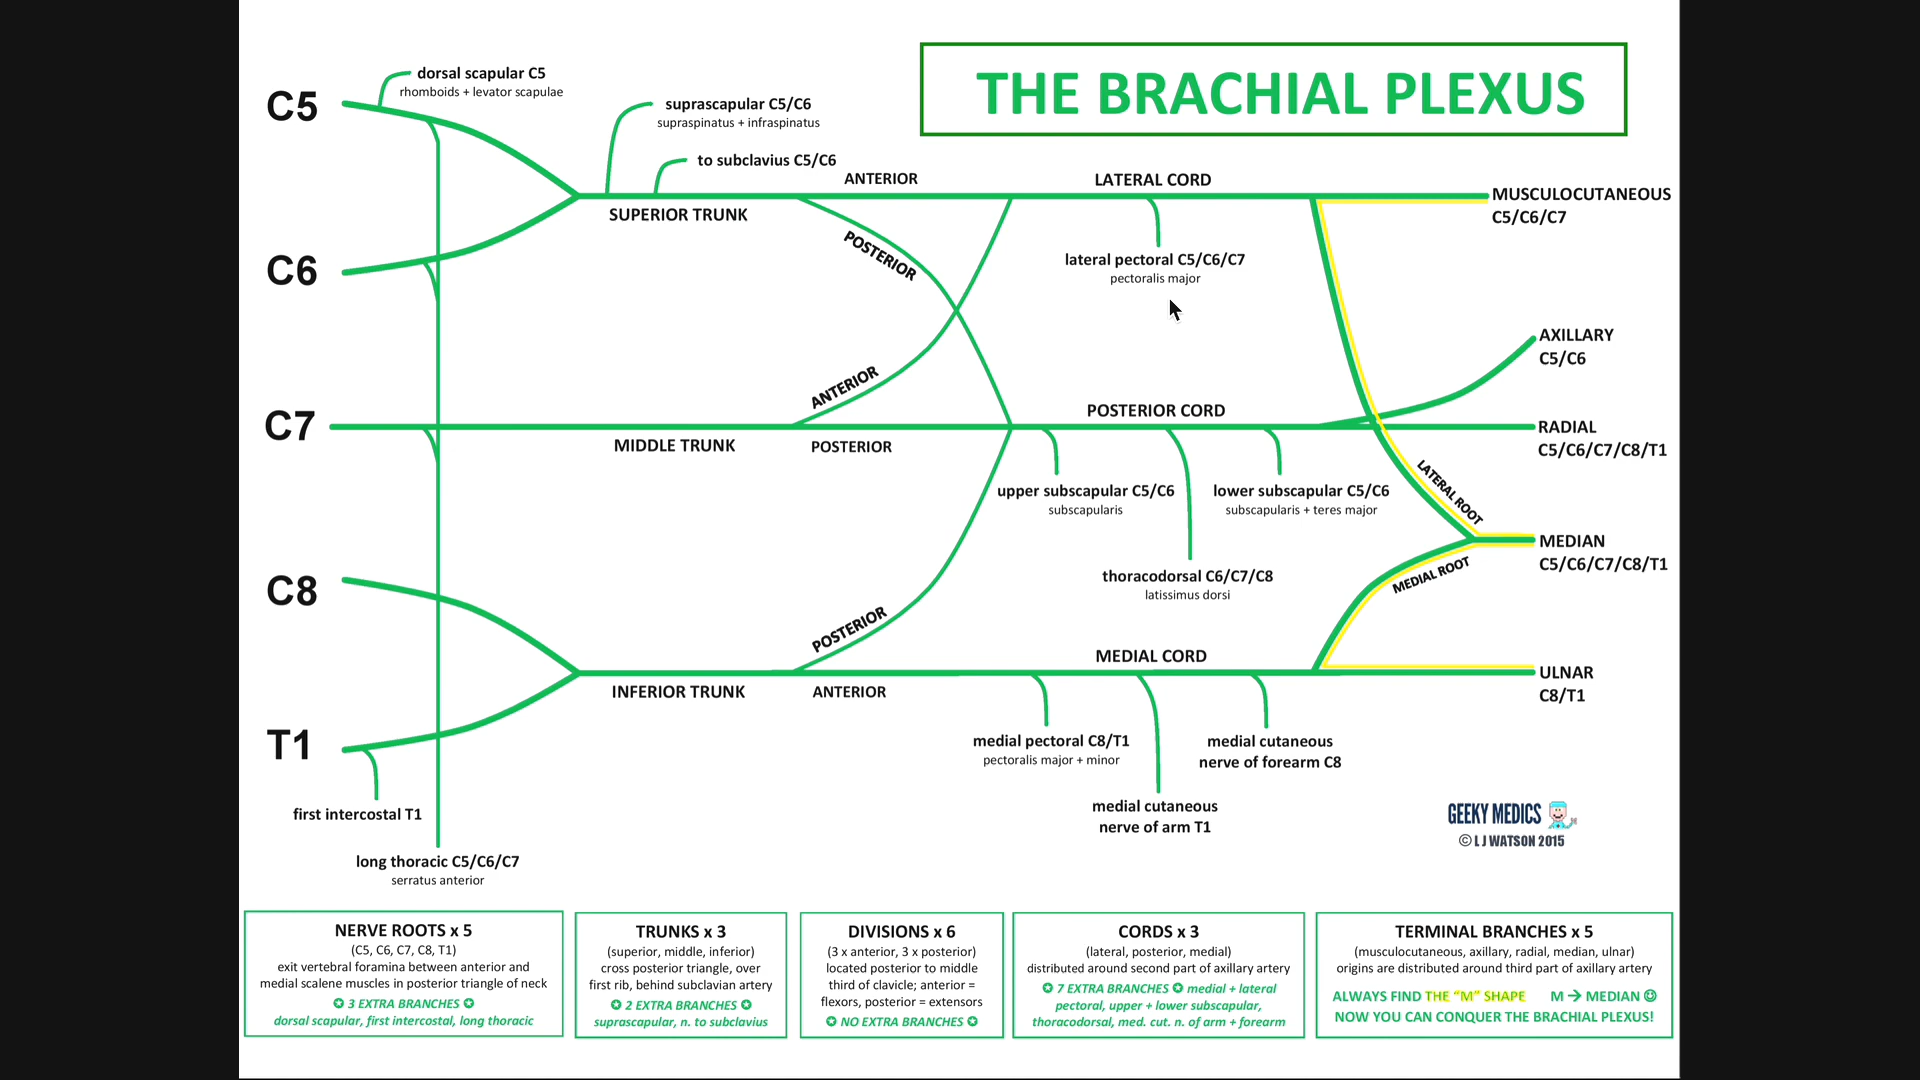 THE BRACHIAL PLEXUS
C5
dorsal scapular C5
rhomboids + levator scapulae
suprascapular C5/C6
supraspinatus + infraspinatus
to subclavius C5/C6
ANTERIOR
LATERAL CORD
MUSCULOCUTANEOUS
C5/C6/C7
SUPERIOR TRUNK
POSTERIOR
lateral pectoral C5/C6/C7
pectoralis major
C6
AXILLARY
C5/C6
ANTERIOR
C7
POSTERIOR CORD
RADIAL
C5/C6/C7/C8/T1
MIDDLE TRUNK
POSTERIOR
LATERAL ROOT
upper subscapular C5/C6
subscapularis
lower subscapular C5/C6
subscapularis + teres major
MEDIAN
C5/C6/C7/C8/T1
MEDIAL ROOT
C8
thoracodorsal C6/C7/C8
latissimus dorsi
POSTERIOR
MEDIAL CORD
ULNAR
C8/T1
INFERIOR TRUNK
ANTERIOR
T1
medial pectoral C8/T1
pectoralis major + minor
medial cutaneous
nerve of forearm C8
first intercostal T1
medial cutaneous
nerve of arm T1
GEEKY MEDICS
© L J WATSON 2015
long thoracic C5/C6/C7
serratus anterior
NERVE ROOTS x 5
(C5, C6, C7, C8, T1)
exit vertebral foramina between anterior and
medial scalene muscles in posterior triangle of neck
✪ 3 EXTRA BRANCHES ✪
dorsal scapular, first intercostal, long thoracic
TRUNKS x 3
(superior, middle, inferior)
cross posterior triangle, over
first rib, behind subclavian artery
✪ 2 EXTRA BRANCHES ✪
suprascapular, n. to subclavius
DIVISIONS x 6
(3 x anterior, 3 x posterior)
located posterior to middle
third of clavicle; anterior =
flexors, posterior = extensors
✪ NO EXTRA BRANCHES ✪
CORDS x 3
(lateral, posterior, medial)
distributed around second part of axillary artery
✪ 7 EXTRA BRANCHES ✪ medial + lateral
pectoral, upper + lower subscapular,
thoracodorsal, med. cut. n. of arm + forearm
TERMINAL BRANCHES x 5
(musculocutaneous, axillary, radial, median, ulnar)
origins are distributed around third part of axillary artery
ALWAYS FIND THE "M" SHAPE M → MEDIAN ☺
NOW YOU CAN CONQUER THE BRACHIAL PLEXUS!